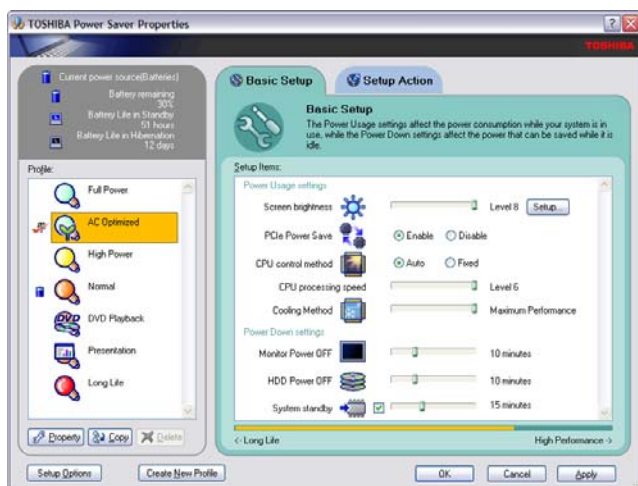 TOSHIBA Power Saver Properties
TOSHIBA
Current power source(Batteries)
Battery remaining
30%
Battery Life in Standby
51 hours
Battery Life in Hibernation
12 days
Profile:
Full Power
AC Optimized
High Power
Normal
DVD Playback
Presentation
Long Life
Property Copy Delete
Setup Options Create New Profile
Basic Setup Setup Action
Basic Setup
The Power Usage settings affect the power consumption while your system is in
use, while the Power Down settings affect the power that can be saved while it is
idle.
Setup Items:
Power Usage settings
Screen brightness Level 8 Setup...
PCIe Power Save Enable Disable
CPU control method Auto Fixed
CPU processing speed Level 6
Cooling Method Maximum Performance
Power Down settings
Monitor Power OFF 10 minutes
HDD Power OFF 10 minutes
System standby 15 minutes
<- Long Life High Performance ->
OK Cancel Apply